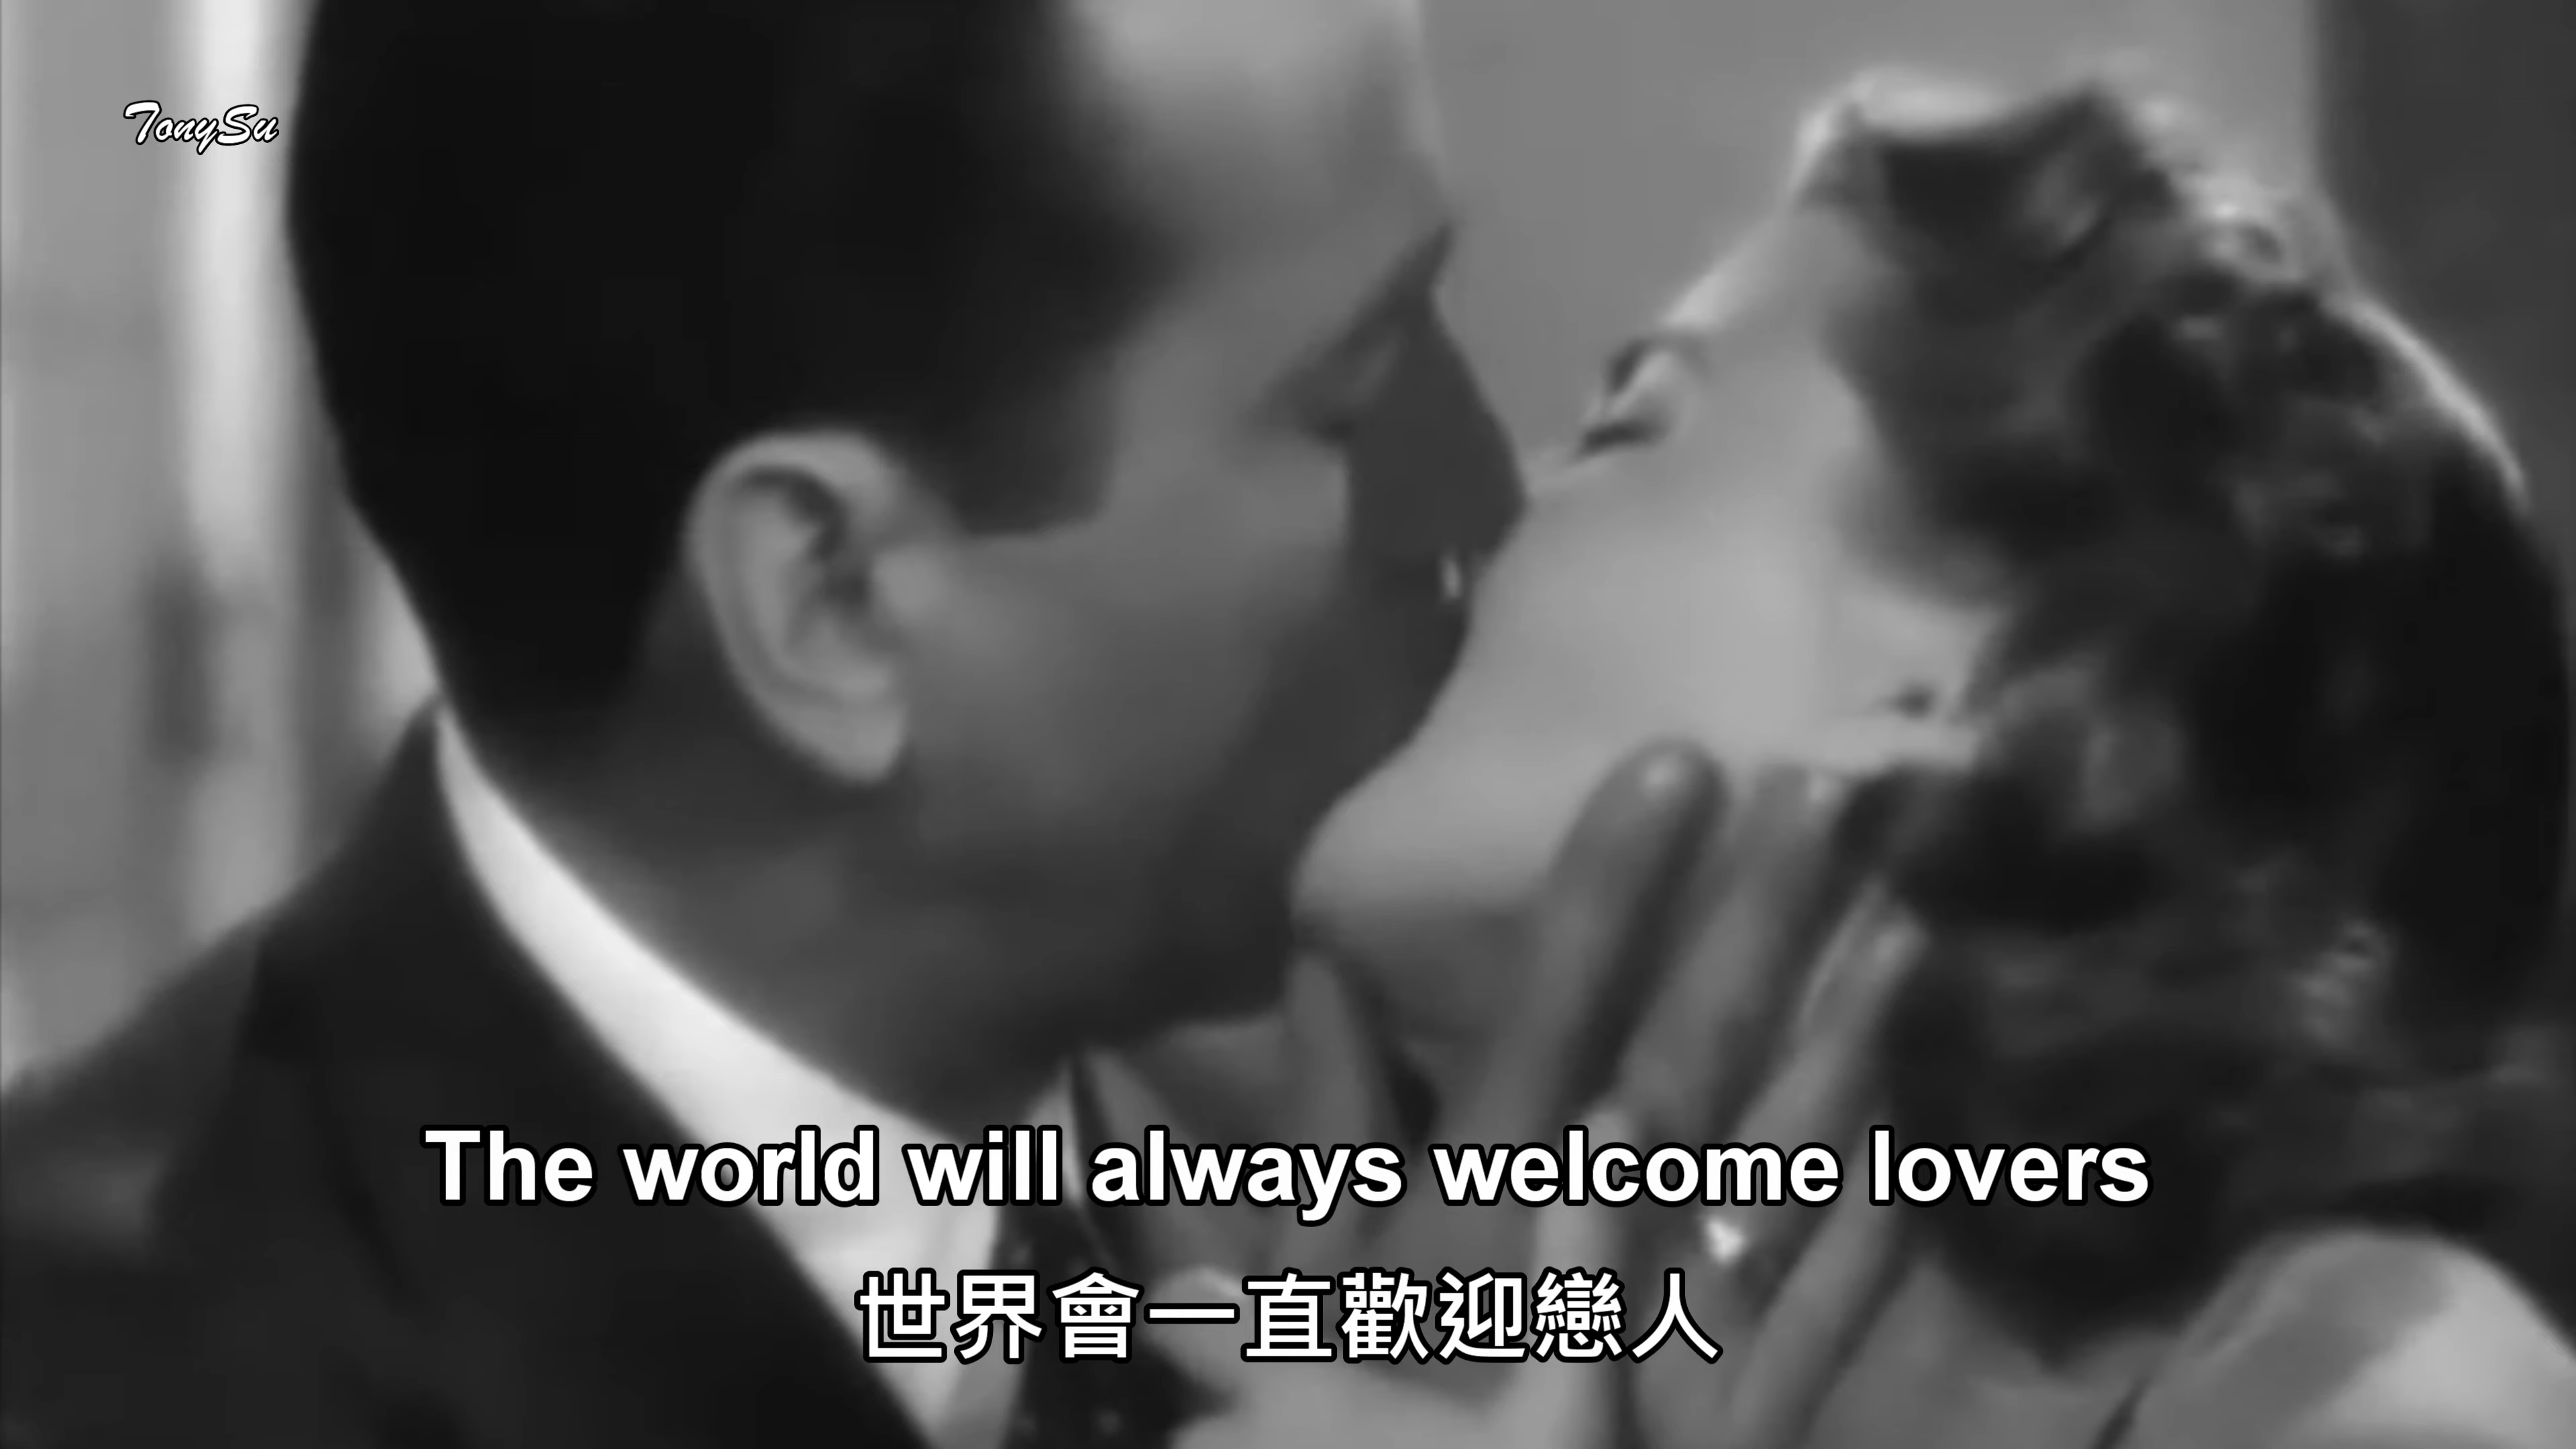 TonySu
The world will always welcome lovers
世界會一直歡迎戀人